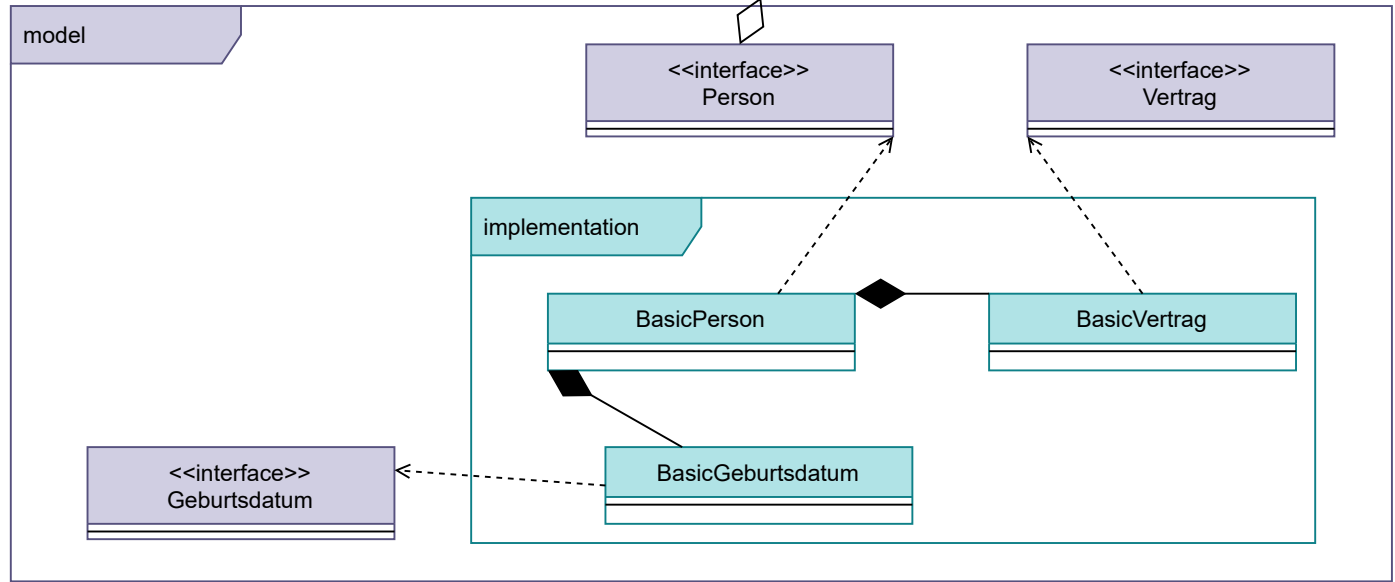 model
<<interface>>
Person
<<interface>>
Vertrag
implementation
BasicPerson
BasicVertrag
<<interface>>
Geburtsdatum
BasicGeburtsdatum